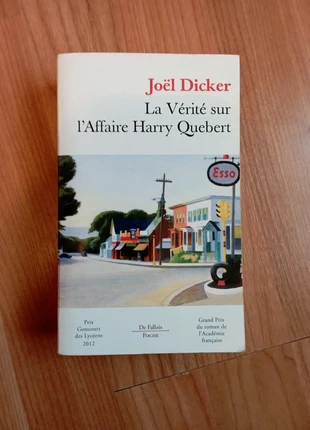 Joël Dicker
La Vérité sur
l'Affaire Harry Quebert
Esso
Prix
Goncourt
des Lycéens
2012
De Fallois
POCHE
Grand Prix
du roman de
l'Académie
française